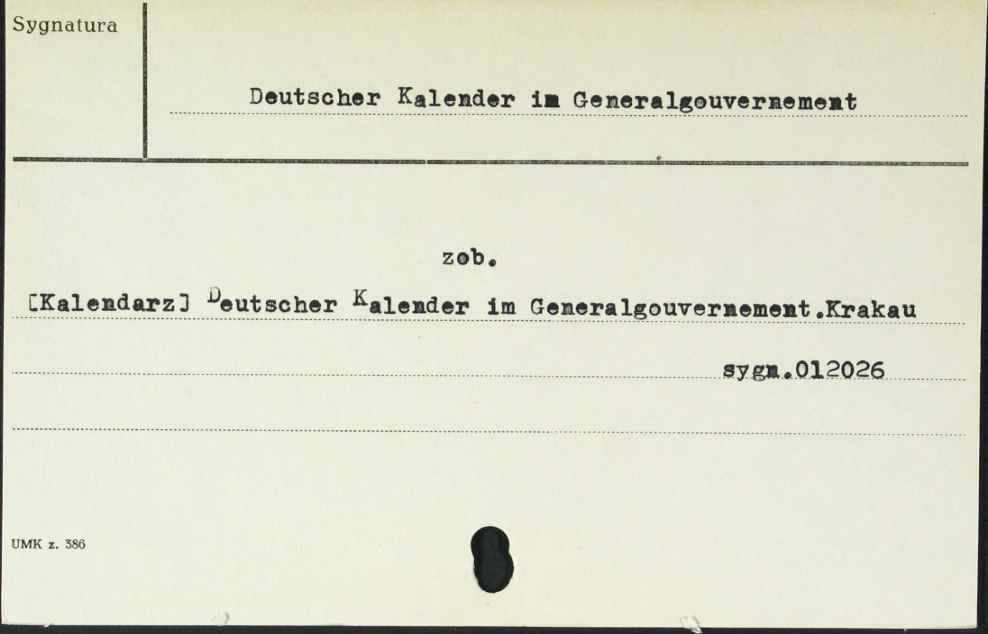 Sygnatura
Deutscher Kalender im Generalgouvernement
zob.
[Kalendarz] Deutscher Kalender im Generalgouvernement.Krakau
sygn.012026
UMK z. 386